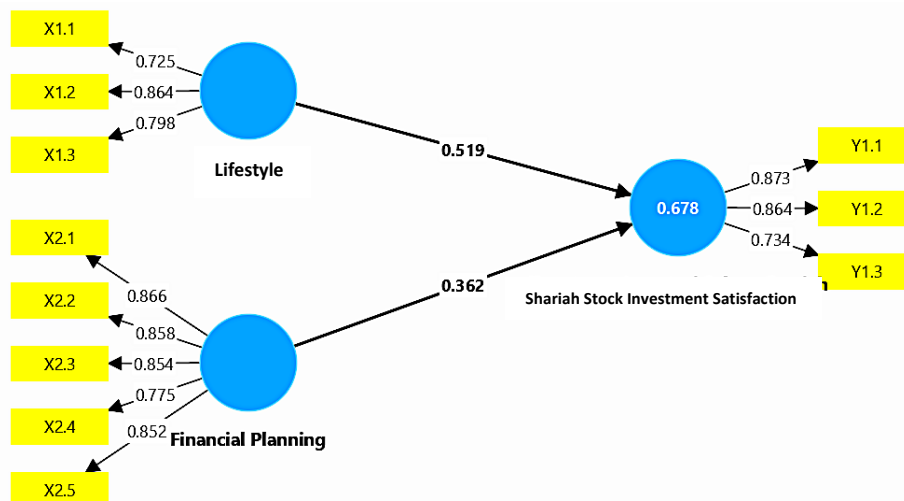 X1.1
0.725
X1.2
0.864
X1.3
0.798
Lifestyle
0.519
X2.1
0.866
X2.2
0.858
X2.3
0.854
X2.4
0.775
X2.5
0.852
Financial Planning
0.362
0.678
Shariah Stock Investment Satisfaction
Y1.1
0.873
Y1.2
0.864
Y1.3
0.734